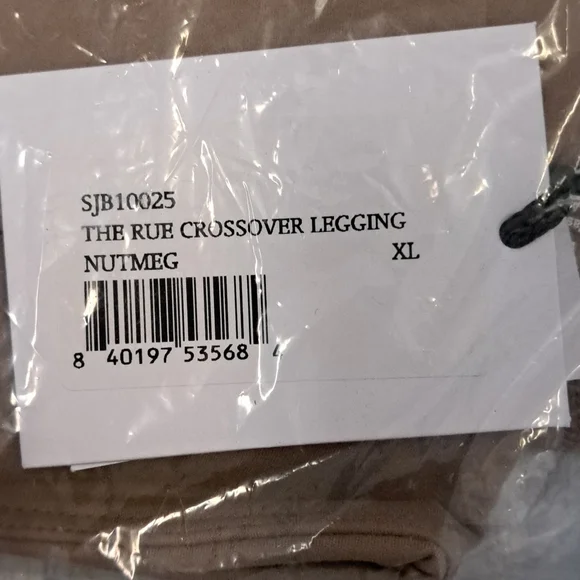 SJB10025
THE RUE CROSSOVER LEGGING
NUTMEG XL
8 40197 53568 4